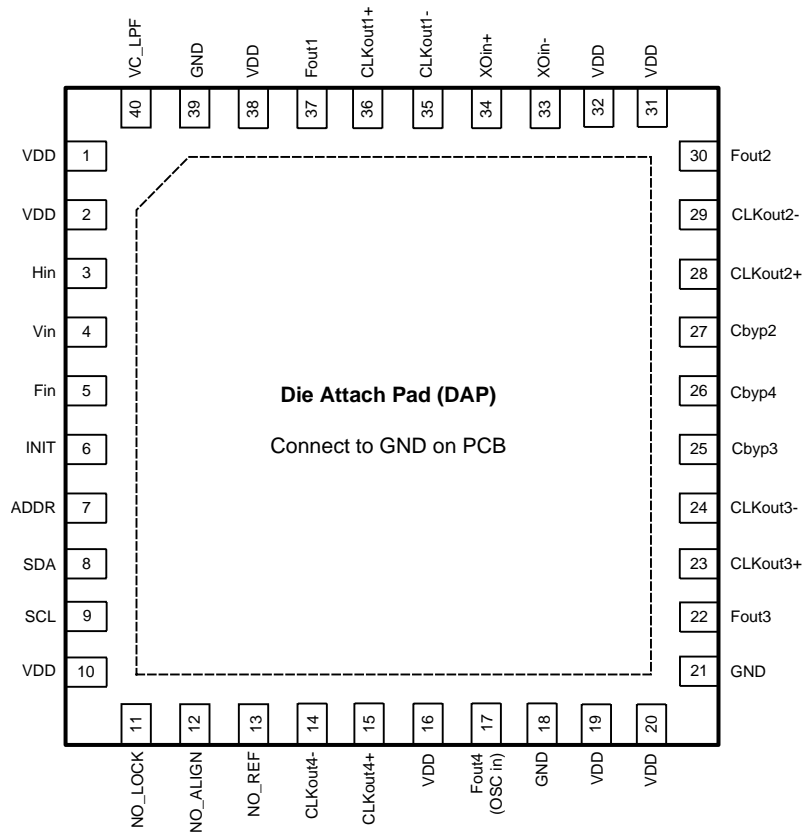 VC_LPF
GND
VDD
Fout1
CLKout1+
CLKout1-
XOin+
XOin-
VDD
VDD
40
39
38
37
36
35
34
33
32
31
VDD 1
VDD 2
Hin 3
Vin 4
Fin 5
INIT 6
ADDR 7
SDA 8
SCL 9
VDD 10
Die Attach Pad (DAP)
Connect to GND on PCB
30 Fout2
29 CLKout2-
28 CLKout2+
27 Cbyp2
26 Cbyp4
25 Cbyp3
24 CLKout3-
23 CLKout3+
22 Fout3
21 GND
11
12
13
14
15
16
17
18
19
20
NO_LOCK
NO_ALIGN
NO_REF
CLKout4-
CLKout4+
VDD
Fout4
(OSC in)
GND
VDD
VDD